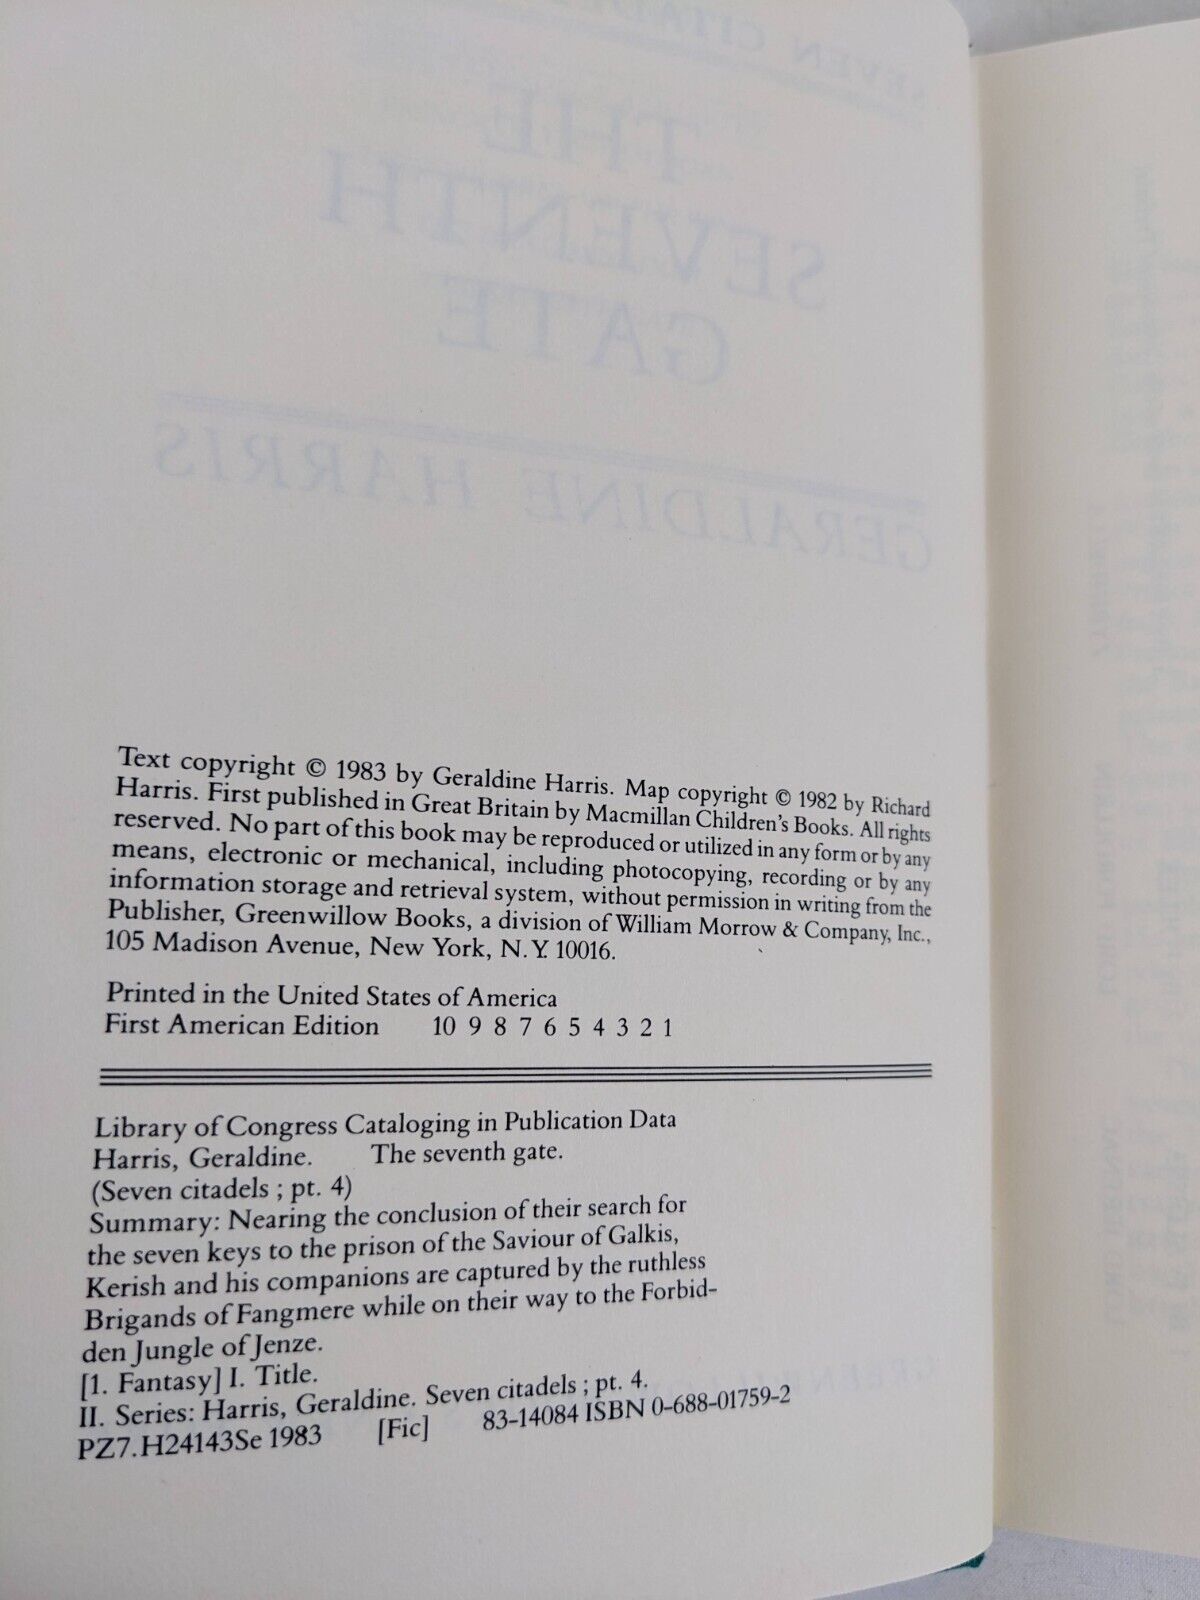 SEVEN CITADELS
THE
SEVENTH
GATE
GERALDINE HARRIS
Text copyright © 1983 by Geraldine Harris. Map copyright © 1982 by Richard
Harris. First published in Great Britain by Macmillan Children's Books. All rights
reserved. No part of this book may be reproduced or utilized in any form or by any
means, electronic or mechanical, including photocopying, recording or by any
information storage and retrieval system, without permission in writing from the
Publisher, Greenwillow Books, a division of William Morrow & Company, Inc.,
105 Madison Avenue, New York, N.Y. 10016.
Printed in the United States of America
First American Edition 10 9 8 7 6 5 4 3 2 1
Library of Congress Cataloging in Publication Data
Harris, Geraldine. The seventh gate.
(Seven citadels ; pt. 4)
Summary: Nearing the conclusion of their search for
the seven keys to the prison of the Saviour of Galkis,
Kerish and his companions are captured by the ruthless
Brigands of Fangmere while on their way to the Forbid-
den Jungle of Jenze.
[1. Fantasy] I. Title.
II. Series: Harris, Geraldine. Seven citadels ; pt. 4.
PZ7.H24143Se 1983 [Fic] 83-14084 ISBN 0-688-01759-2